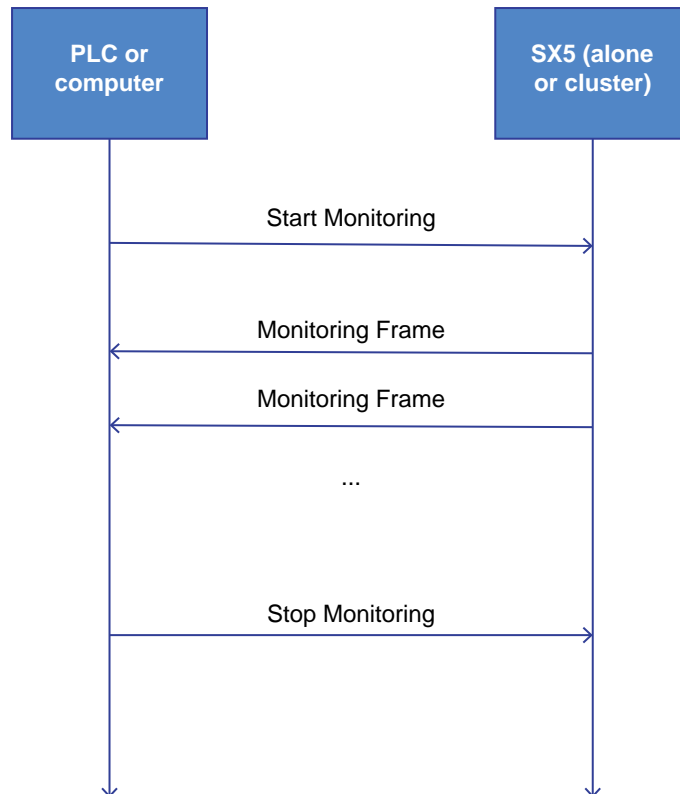 PLC or
computer
SX5 (alone
or cluster)
Start Monitoring
Monitoring Frame
Monitoring Frame
...
Stop Monitoring